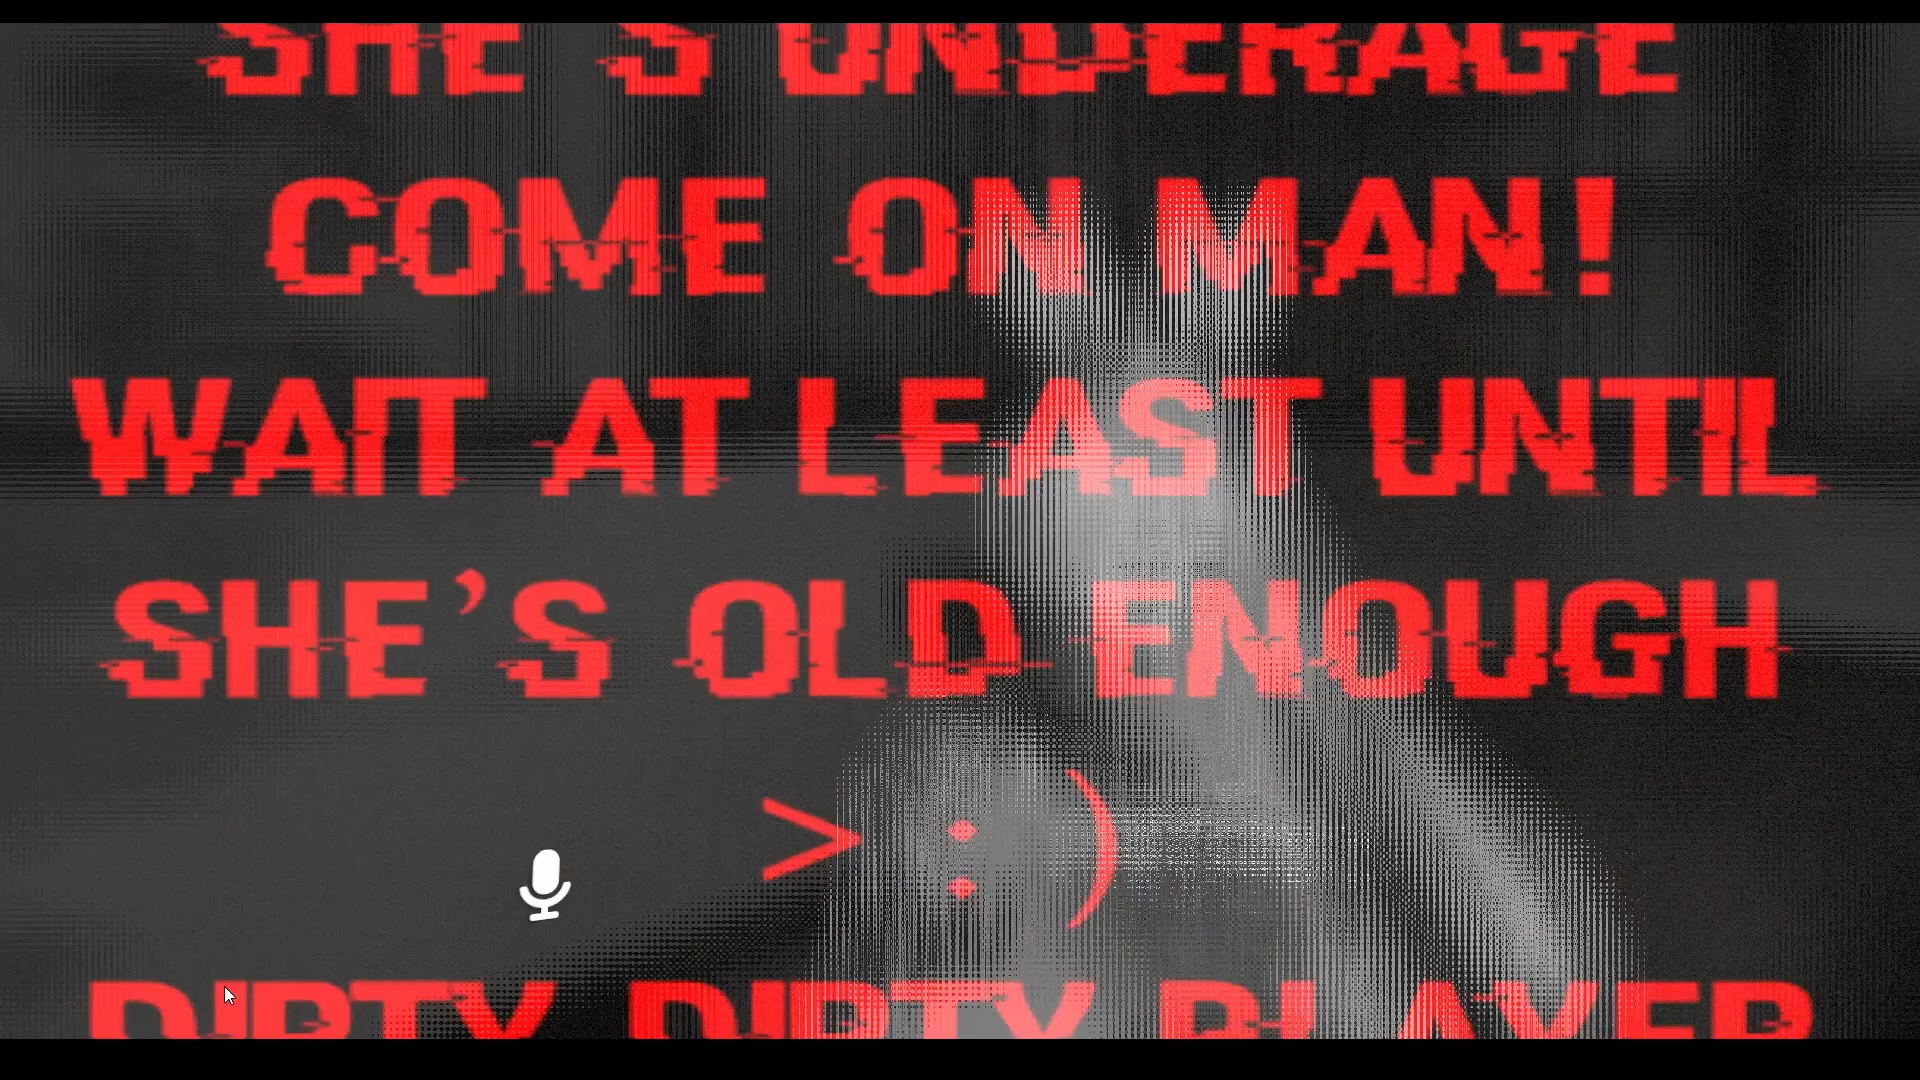 SHE'S UNDERAGE
COME ON MAN!
WAIT AT LEAST UNTIL
SHE'S OLD ENOUGH
> : )
DIRTY DIRTY PLAYER